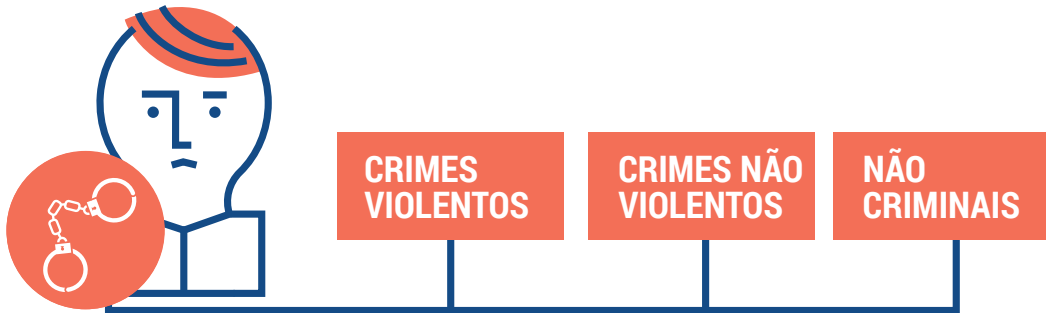 CRIMES
VIOLENTOS
CRIMES NÃO
VIOLENTOS
NÃO
CRIMINAIS